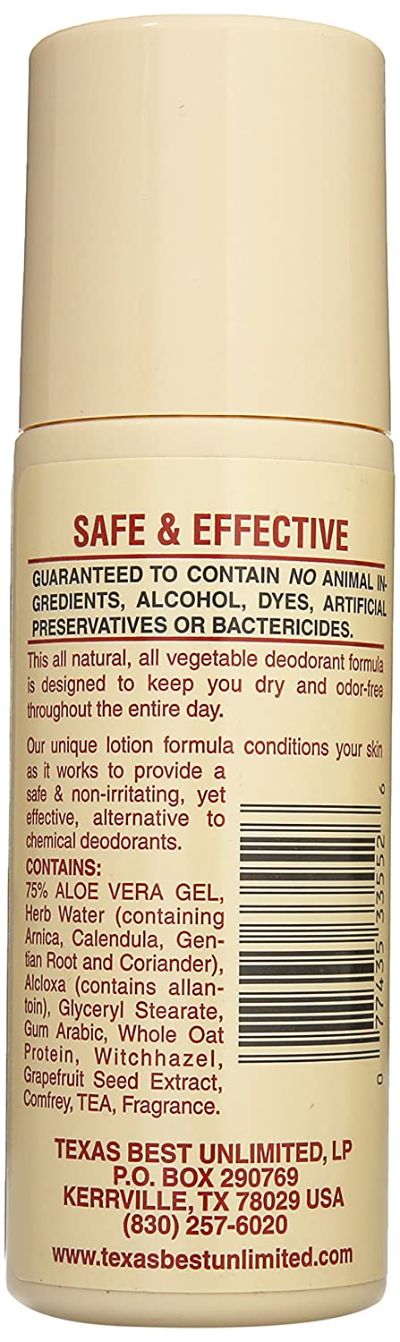 SAFE & EFFECTIVE
GUARANTEED TO CONTAIN NO ANIMAL IN-
GREDIENTS, ALCOHOL, DYES, ARTIFICIAL
PRESERVATIVES OR BACTERICIDES.
This all natural, all vegetable deodorant formula
is designed to keep you dry and odor-free
throughout the entire day.
Our unique lotion formula conditions your skin
as it works to provide a
safe & non-irritating, yet
effective, alternative to
chemical deodorants.
CONTAINS:
75% ALOE VERA GEL,
Herb Water (containing
Arnica, Calendula, Gen-
tian Root and Coriander),
Alcloxa (contains allan-
toin), Glyceryl Stearate,
Gum Arabic, Whole Oat
Protein, Witchhazel,
Grapefruit Seed Extract,
Comfrey, TEA, Fragrance.
0 77435 33552 6
TEXAS BEST UNLIMITED, LP
P.O. BOX 290769
KERRVILLE, TX 78029 USA
(830) 257-6020
www.texasbestunlimited.com